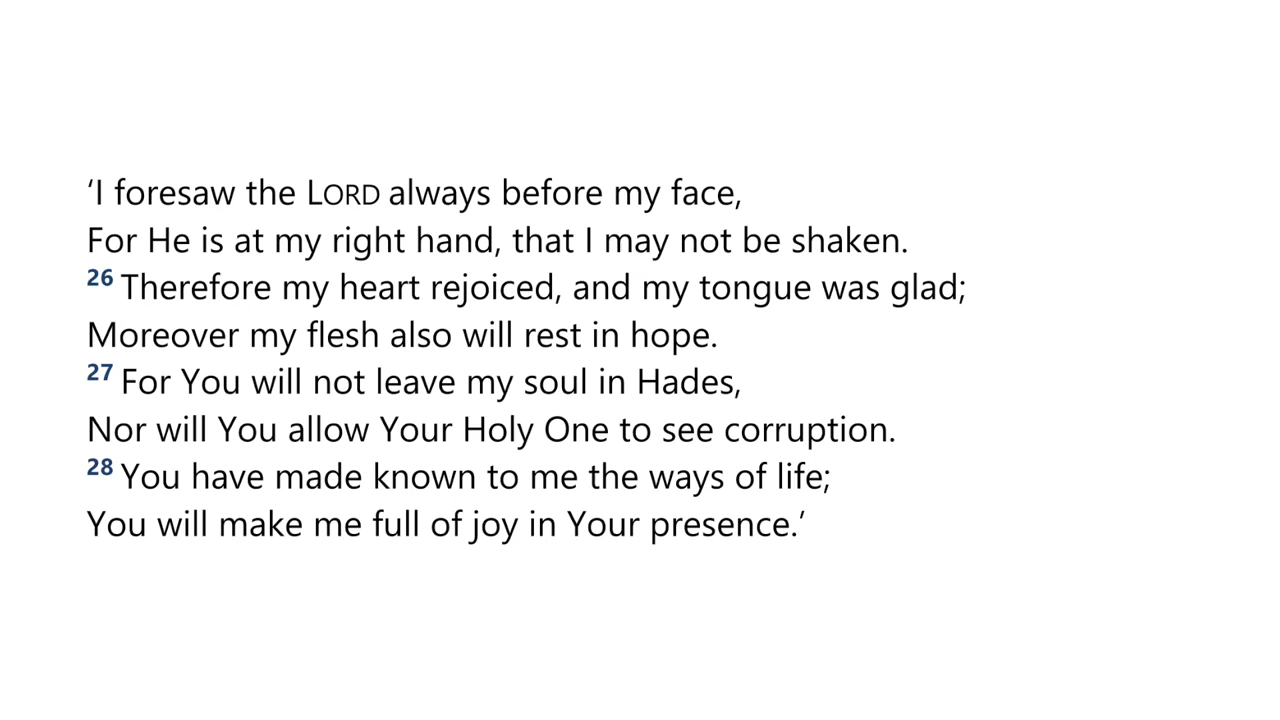 ‘I foresaw the LORD always before my face,
For He is at my right hand, that I may not be shaken.
26 Therefore my heart rejoiced, and my tongue was glad;
Moreover my flesh also will rest in hope.
27 For You will not leave my soul in Hades,
Nor will You allow Your Holy One to see corruption.
28 You have made known to me the ways of life;
You will make me full of joy in Your presence.’